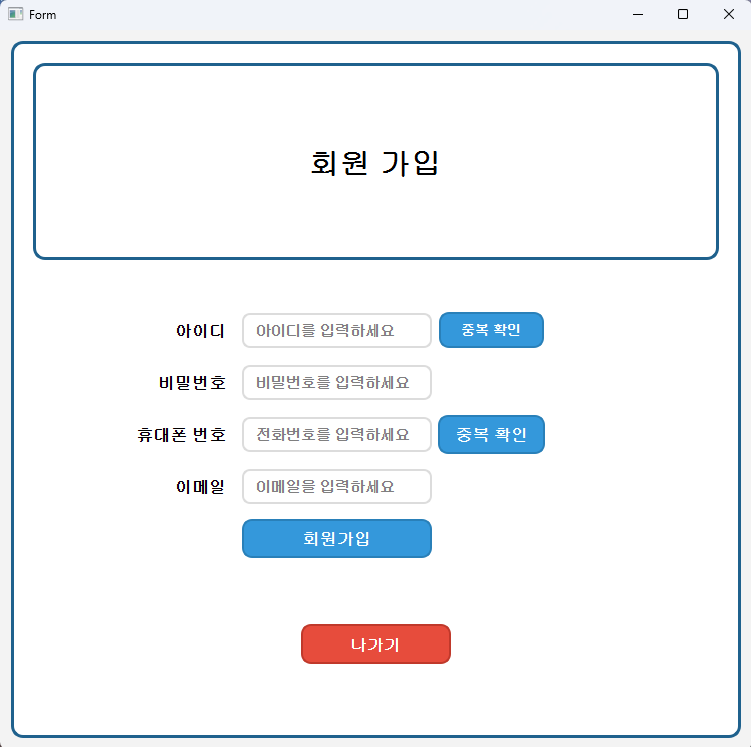 Form
회원 가입
아이디 아이디를 입력하세요 중복 확인
비밀번호 비밀번호를 입력하세요
휴대폰 번호 전화번호를 입력하세요 중복 확인
이메일 이메일을 입력하세요
회원가입
나가기